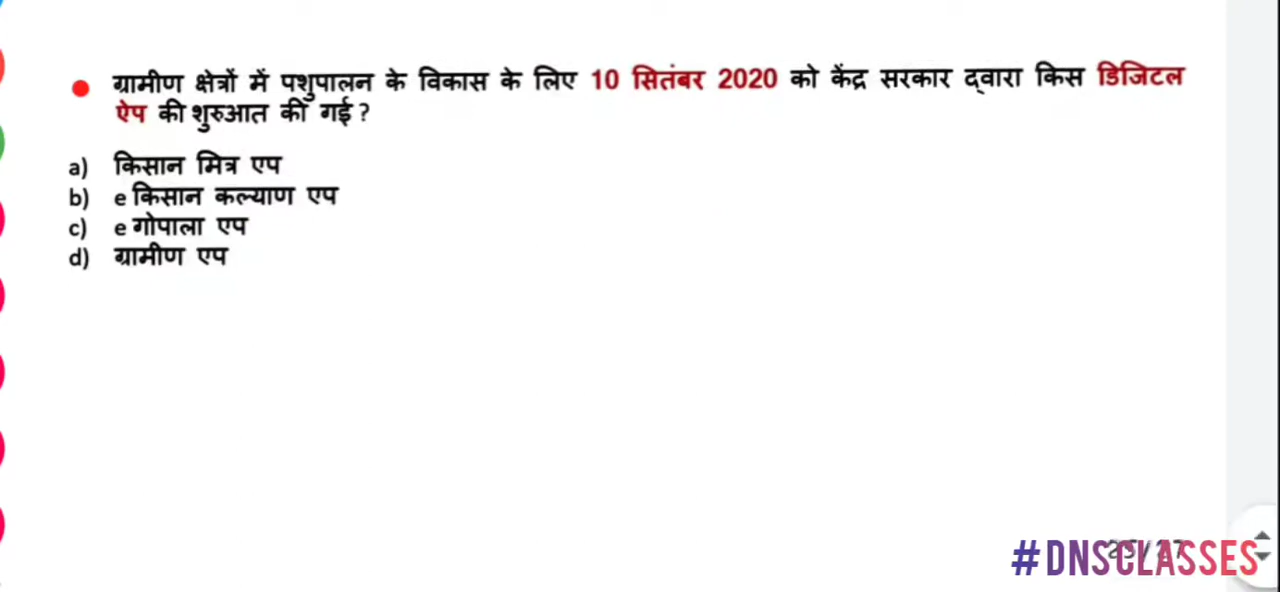 ग्रामीण क्षेत्रों में पशुपालन के विकास के लिए 10 सितंबर 2020 को केंद्र सरकार द्वारा किस डिजिटल
ऐप की शुरुआत की गई ?
a) किसान मित्र एप
b) e किसान कल्याण एप
c) e गोपाला एप
d) ग्रामीण एप
#DNSCLASSES